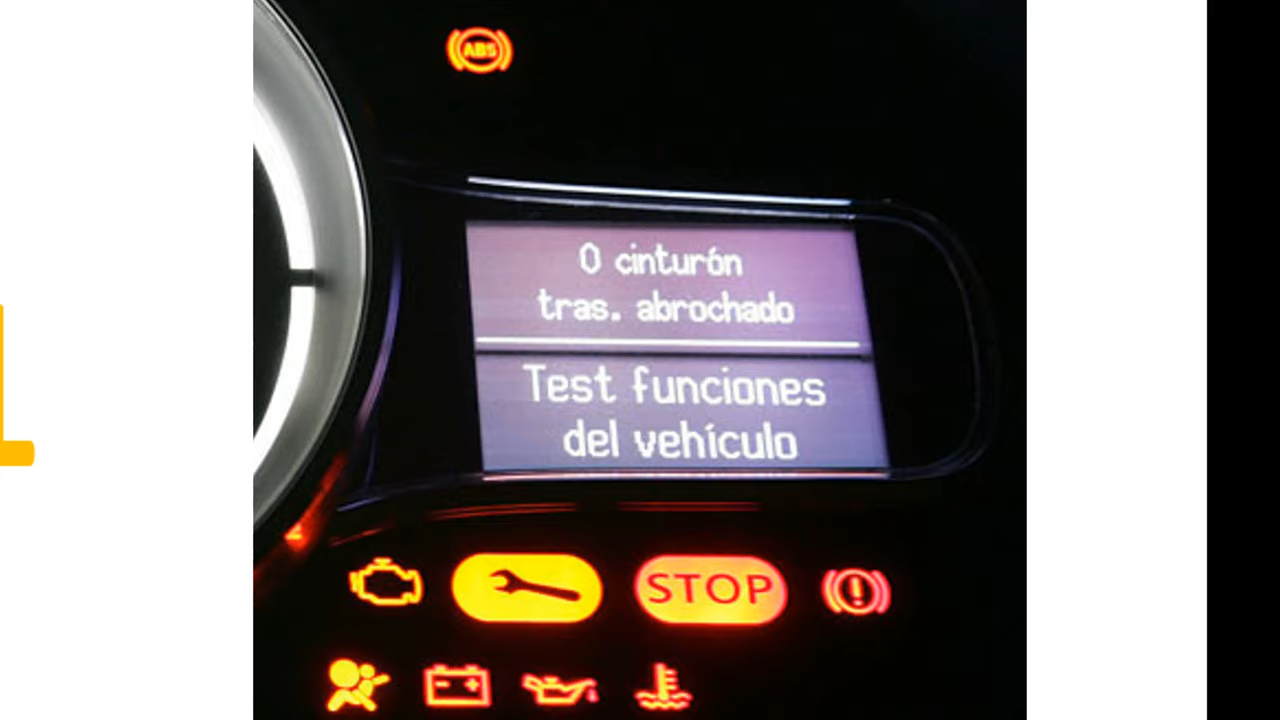 ABS
0 cinturón
tras. abrochado
Test funciones
del vehículo
STOP